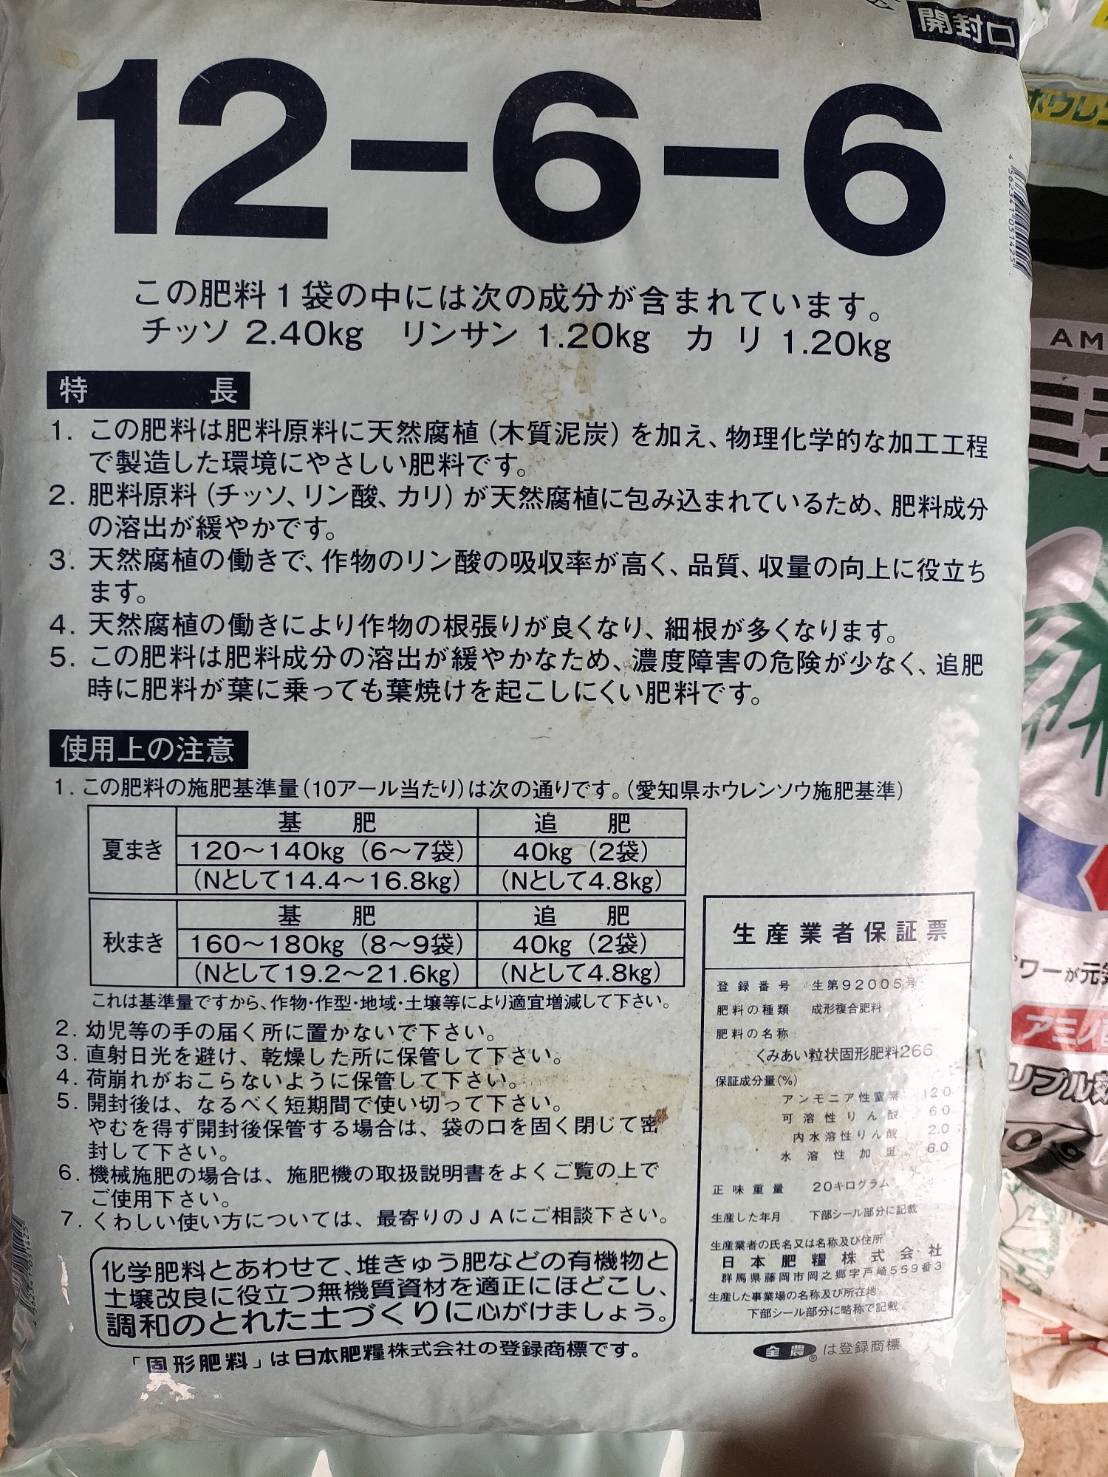 開封口
12-6-6
この肥料1袋の中には次の成分が含まれています。
チッソ 2.40kg リンサン 1.20kg カリ 1.20kg
特長
1. この肥料は肥料原料に天然腐植（木質泥炭）を加え、物理化学的な加工工程
で製造した環境にやさしい肥料です。
2. 肥料原料（チッソ、リン酸、カリ）が天然腐植に包み込まれているため、肥料成分
の溶出が緩やかです。
3. 天然腐植の働きで、作物のリン酸の吸収率が高く、品質、収量の向上に役立ち
ます。
4. 天然腐植の働きにより作物の根張りが良くなり、細根が多くなります。
5. この肥料は肥料成分の溶出が緩やかなため、濃度障害の危険が少なく、追肥
時に肥料が葉に乗っても葉焼けを起こしにくい肥料です。
使用上の注意
1. この肥料の施肥基準量（10アール当たり）は次の通りです。（愛知県ホウレンソウ施肥基準）
夏まき
基肥 追肥
120〜140kg（6〜7袋） 40kg（2袋）
（Nとして14.4〜16.8kg） （Nとして4.8kg）
秋まき
基肥 追肥
160〜180kg（8〜9袋） 40kg（2袋）
（Nとして19.2〜21.6kg） （Nとして4.8kg）
これは基準量ですから、作物・作型・地域・土壌等により適宜増減して下さい。
2. 幼児等の手の届く所に置かないで下さい。
3. 直射日光を避け、乾燥した所に保管して下さい。
4. 荷崩れがおこらないように保管して下さい。
5. 開封後は、なるべく短期間で使い切って下さい。
やむを得ず開封後保管する場合は、袋の口を固く閉じて密
封して下さい。
6. 機械施肥の場合は、施肥機の取扱説明書をよくご覧の上で
ご使用下さい。
7. くわしい使い方については、最寄りのJAにご相談下さい。
化学肥料とあわせて、堆きゅう肥などの有機物と
土壌改良に役立つ無機質資材を適正にほどこし、
調和のとれた土づくりに心がけましょう。
「固形肥料」は日本肥糧株式会社の登録商標です。
生産業者保証票
登録番号 生第92005号
肥料の種類 成形複合肥料
肥料の名称
くみあい粒状固形肥料266
保証成分量(%)
アンモニア性窒素 12.0
可溶性りん酸 6.0
内水溶性りん酸 2.0
水溶性加里 6.0
正味重量 20キログラム
生産した年月 下部シール部分に記載
生産業者の氏名又は名称及び住所
日本肥糧株式会社
群馬県藤岡市岡之郷字戸崎559番3
生産した事業場の名称及び所在地
下部シール部分に略称で記載
全農® は登録商標
AM
ワーが元気
アミノ
リプル